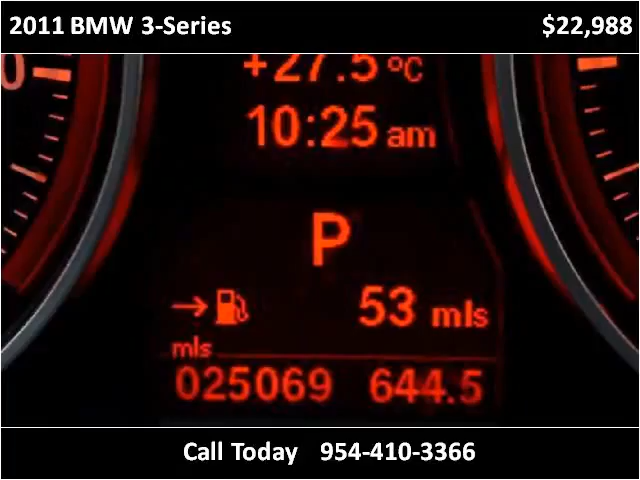 2011 BMW 3-Series $22,988
+27.5 °C
10:25 am
P
53 mls
mls
025069 644.5
Call Today 954-410-3366